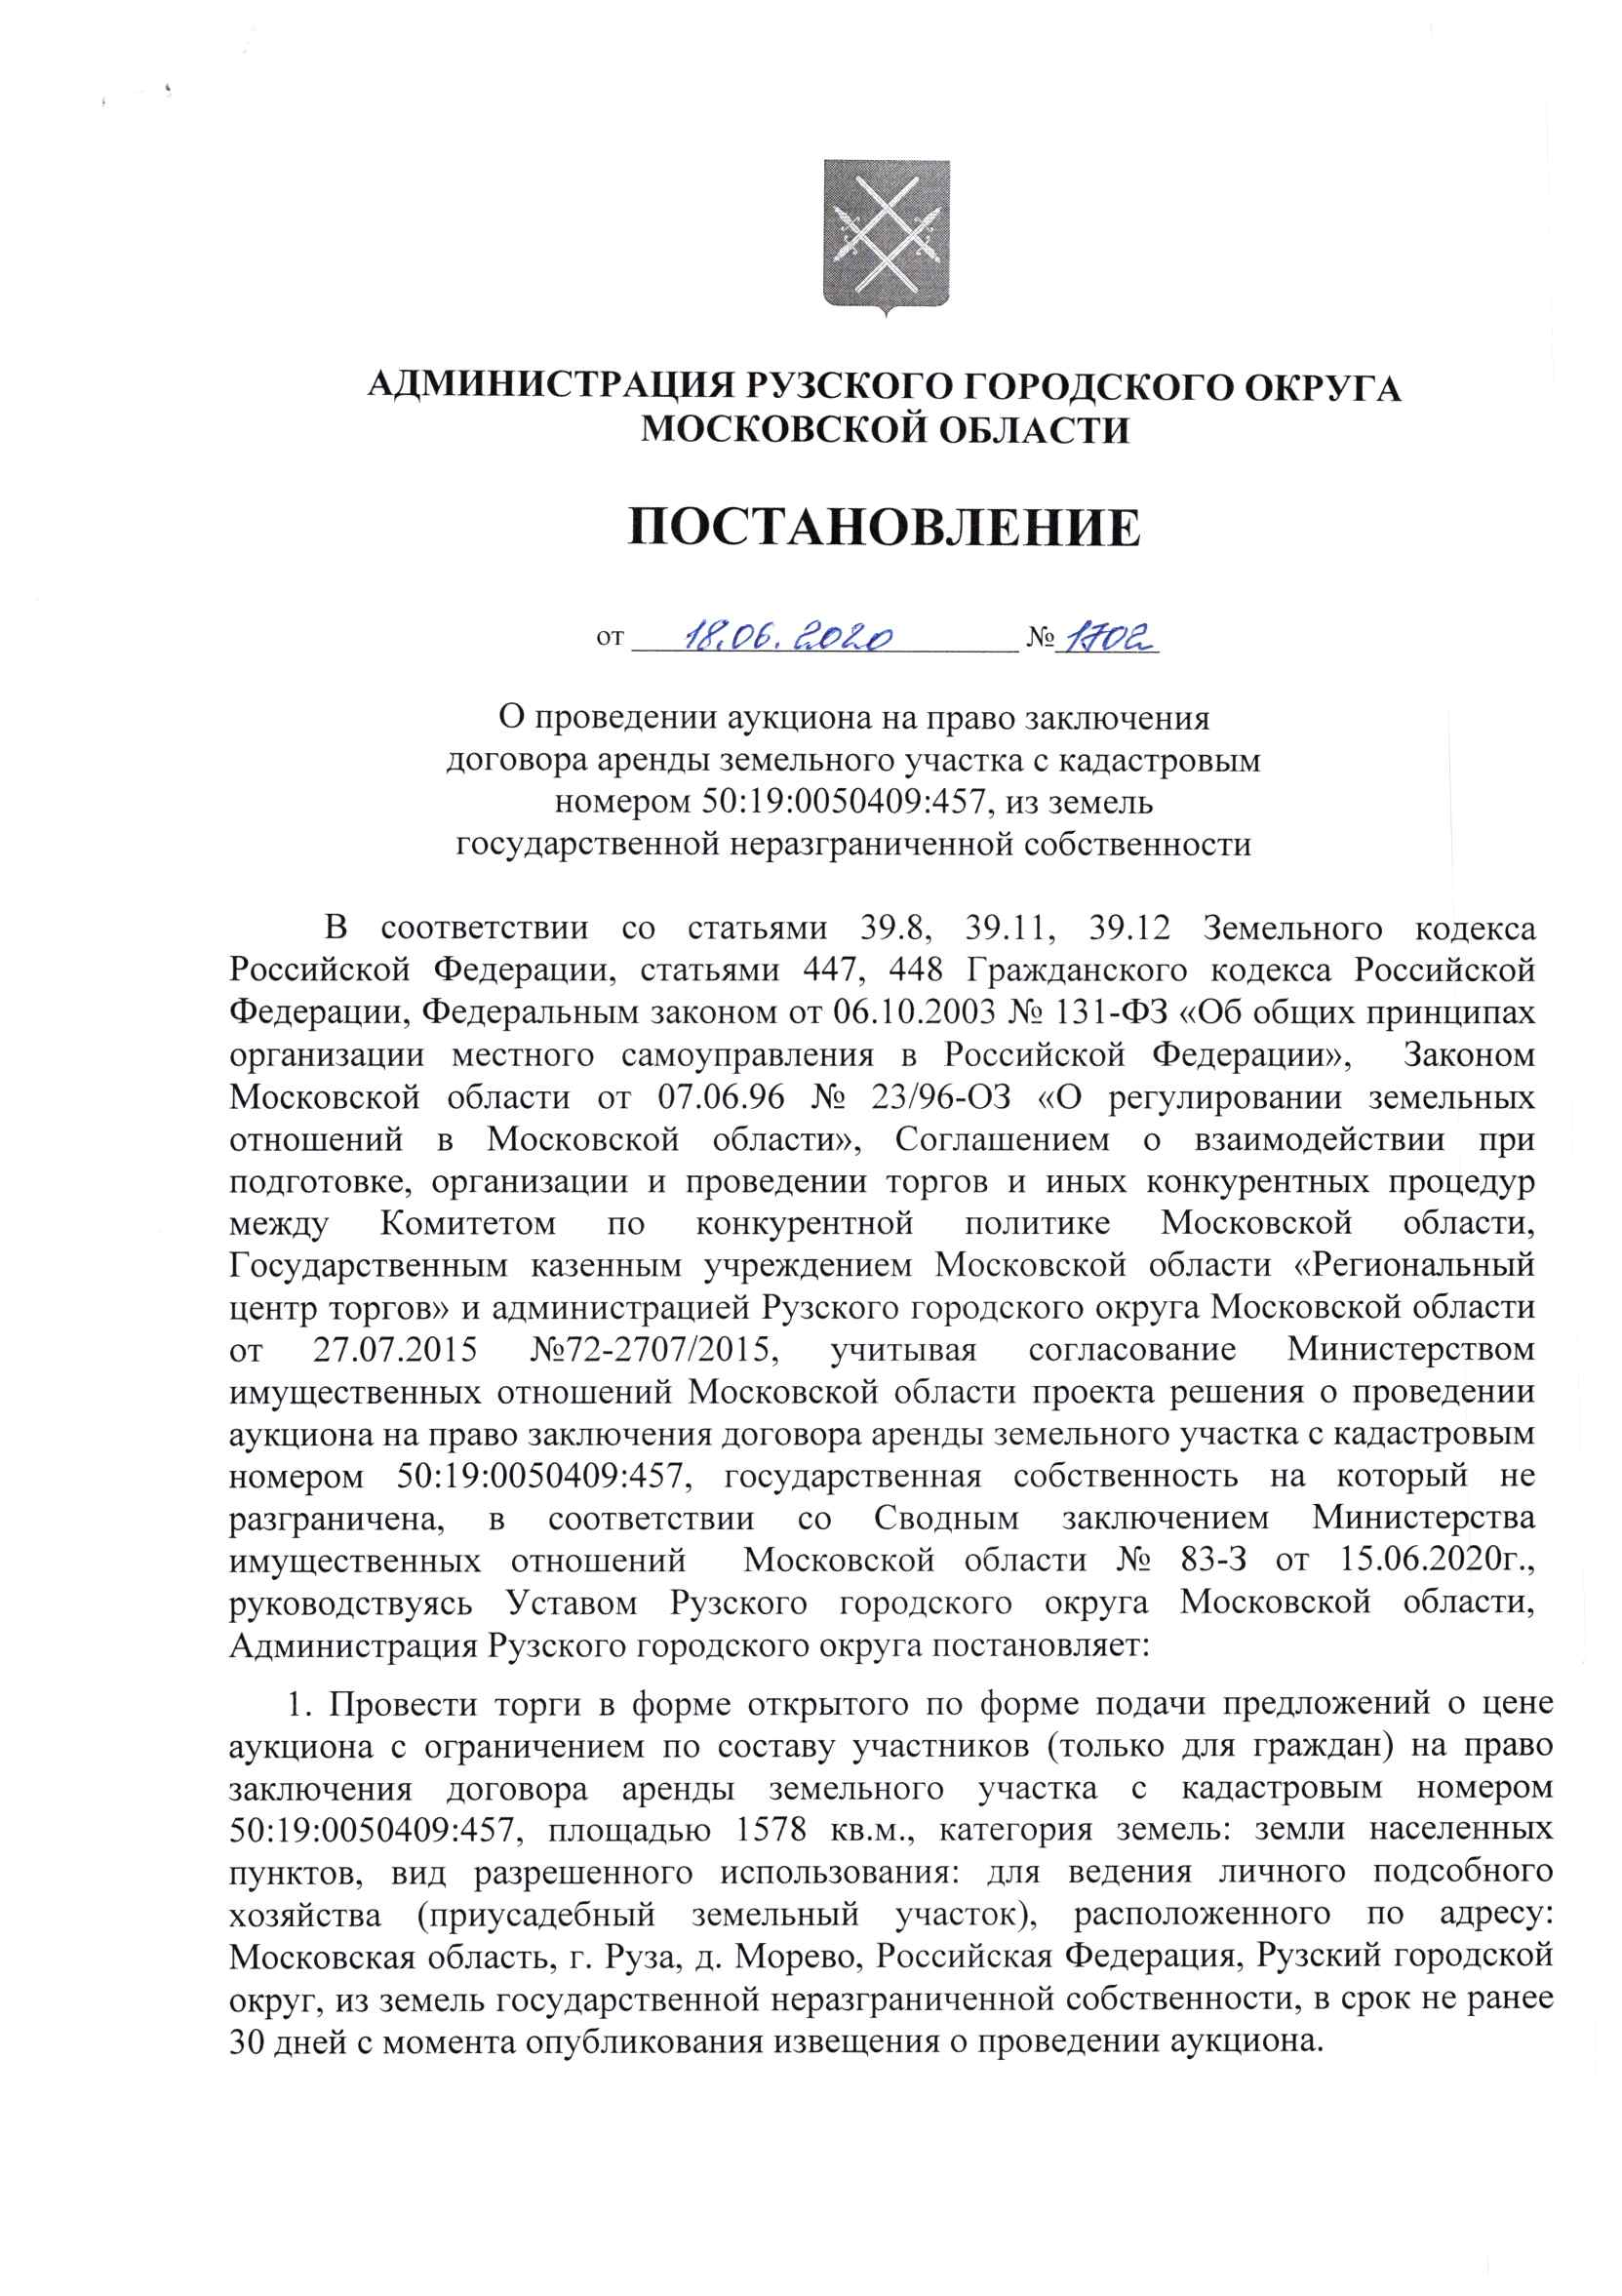 АДМИНИСТРАЦИЯ РУЗСКОГО ГОРОДСКОГО ОКРУГА
МОСКОВСКОЙ ОБЛАСТИ
ПОСТАНОВЛЕНИЕ
от 18.06.2020 № 1702
О проведении аукциона на право заключения
договора аренды земельного участка с кадастровым
номером 50:19:0050409:457, из земель
государственной неразграниченной собственности
В соответствии со статьями 39.8, 39.11, 39.12 Земельного кодекса
Российской Федерации, статьями 447, 448 Гражданского кодекса Российской
Федерации, Федеральным законом от 06.10.2003 № 131-ФЗ «Об общих принципах
организации местного самоуправления в Российской Федерации», Законом
Московской области от 07.06.96 № 23/96-ОЗ «О регулировании земельных
отношений в Московской области», Соглашением о взаимодействии при
подготовке, организации и проведении торгов и иных конкурентных процедур
между Комитетом по конкурентной политике Московской области,
Государственным казенным учреждением Московской области «Региональный
центр торгов» и администрацией Рузского городского округа Московской области
от 27.07.2015 №72-2707/2015, учитывая согласование Министерством
имущественных отношений Московской области проекта решения о проведении
аукциона на право заключения договора аренды земельного участка с кадастровым
номером 50:19:0050409:457, государственная собственность на который не
разграничена, в соответствии со Сводным заключением Министерства
имущественных отношений Московской области № 83-З от 15.06.2020г.,
руководствуясь Уставом Рузского городского округа Московской области,
Администрация Рузского городского округа постановляет:
1. Провести торги в форме открытого по форме подачи предложений о цене
аукциона с ограничением по составу участников (только для граждан) на право
заключения договора аренды земельного участка с кадастровым номером
50:19:0050409:457, площадью 1578 кв.м., категория земель: земли населенных
пунктов, вид разрешенного использования: для ведения личного подсобного
хозяйства (приусадебный земельный участок), расположенного по адресу:
Московская область, г. Руза, д. Морево, Российская Федерация, Рузский городской
округ, из земель государственной неразграниченной собственности, в срок не ранее
30 дней с момента опубликования извещения о проведении аукциона.